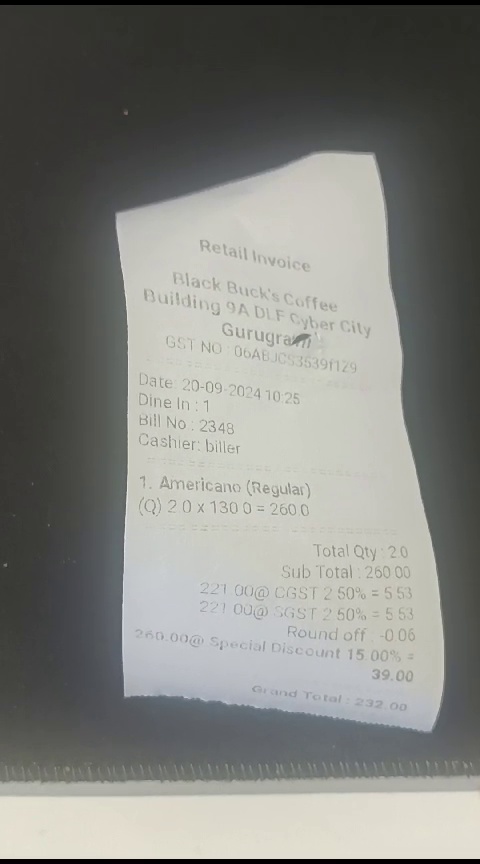 Retail Invoice
Black Buck's Coffee
Building 9A DLF Cyber City
Gurugram
GST NO :
Date: 20-09-2024 10:25
Dine In : 1
Bill No : 2348
Cashier: biller
1. Americano (Regular)
(Q) 2.0 x 130.0 = 260.0
Total Qty : 2.0
Sub Total : 260.00
221.00@ CGST 2.50% = 5.53
221.00@ SGST 2.50% = 5.53
Round off : -0.06
260.00@ Special Discount 15.00% =
39.00
Grand Total : 232.00